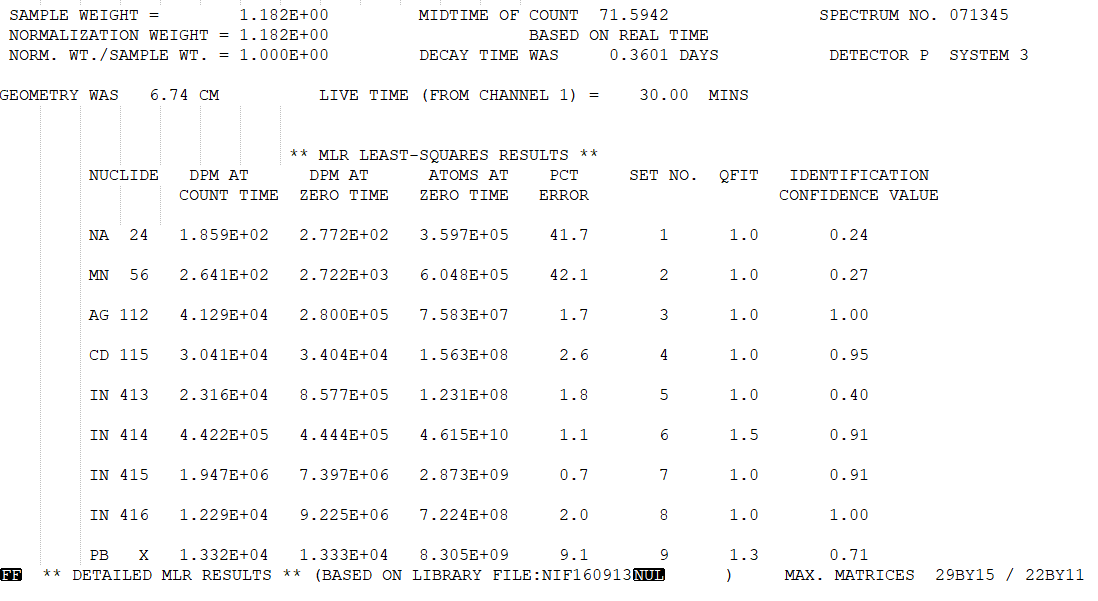 SAMPLE WEIGHT = 1.182E+00 MIDTIME OF COUNT 71.5942 SPECTRUM NO. 071345
NORMALIZATION WEIGHT = 1.182E+00 BASED ON REAL TIME
NORM. WT./SAMPLE WT. = 1.000E+00 DECAY TIME WAS 0.3601 DAYS DETECTOR P SYSTEM 3
GEOMETRY WAS 6.74 CM LIVE TIME (FROM CHANNEL 1) = 30.00 MINS
** MLR LEAST-SQUARES RESULTS **
NUCLIDE DPM AT DPM AT ATOMS AT PCT SET NO. QFIT IDENTIFICATION
COUNT TIME ZERO TIME ZERO TIME ERROR CONFIDENCE VALUE
NA 24 1.859E+02 2.772E+02 3.597E+05 41.7 1 1.0 0.24
MN 56 2.641E+02 2.722E+03 6.048E+05 42.1 2 1.0 0.27
AG 112 4.129E+04 2.800E+05 7.583E+07 1.7 3 1.0 1.00
CD 115 3.041E+04 3.404E+04 1.563E+08 2.6 4 1.0 0.95
IN 413 2.316E+04 8.577E+05 1.231E+08 1.8 5 1.0 0.40
IN 414 4.422E+05 4.444E+05 4.615E+10 1.1 6 1.5 0.91
IN 415 1.947E+06 7.397E+06 2.873E+09 0.7 7 1.0 0.91
IN 416 1.229E+04 9.225E+06 7.224E+08 2.0 8 1.0 1.00
PB X 1.332E+04 1.333E+04 8.305E+09 9.1 9 1.3 0.71
FF ** DETAILED MLR RESULTS ** (BASED ON LIBRARY FILE:NIF160913NUL ) MAX. MATRICES 29BY15 / 22BY11